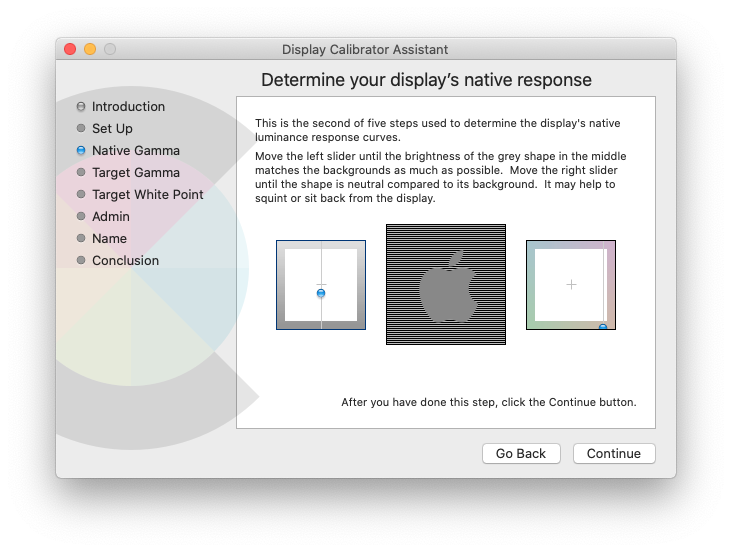 Display Calibrator Assistant
Determine your display's native response
Introduction
Set Up
Native Gamma
Target Gamma
Target White Point
Admin
Name
Conclusion
This is the second of five steps used to determine the display's native
luminance response curves.
Move the left slider until the brightness of the grey shape in the middle
matches the backgrounds as much as possible.  Move the right slider
until the shape is neutral compared to its background.  It may help to
squint or sit back from the display.
After you have done this step, click the Continue button.
Go Back
Continue